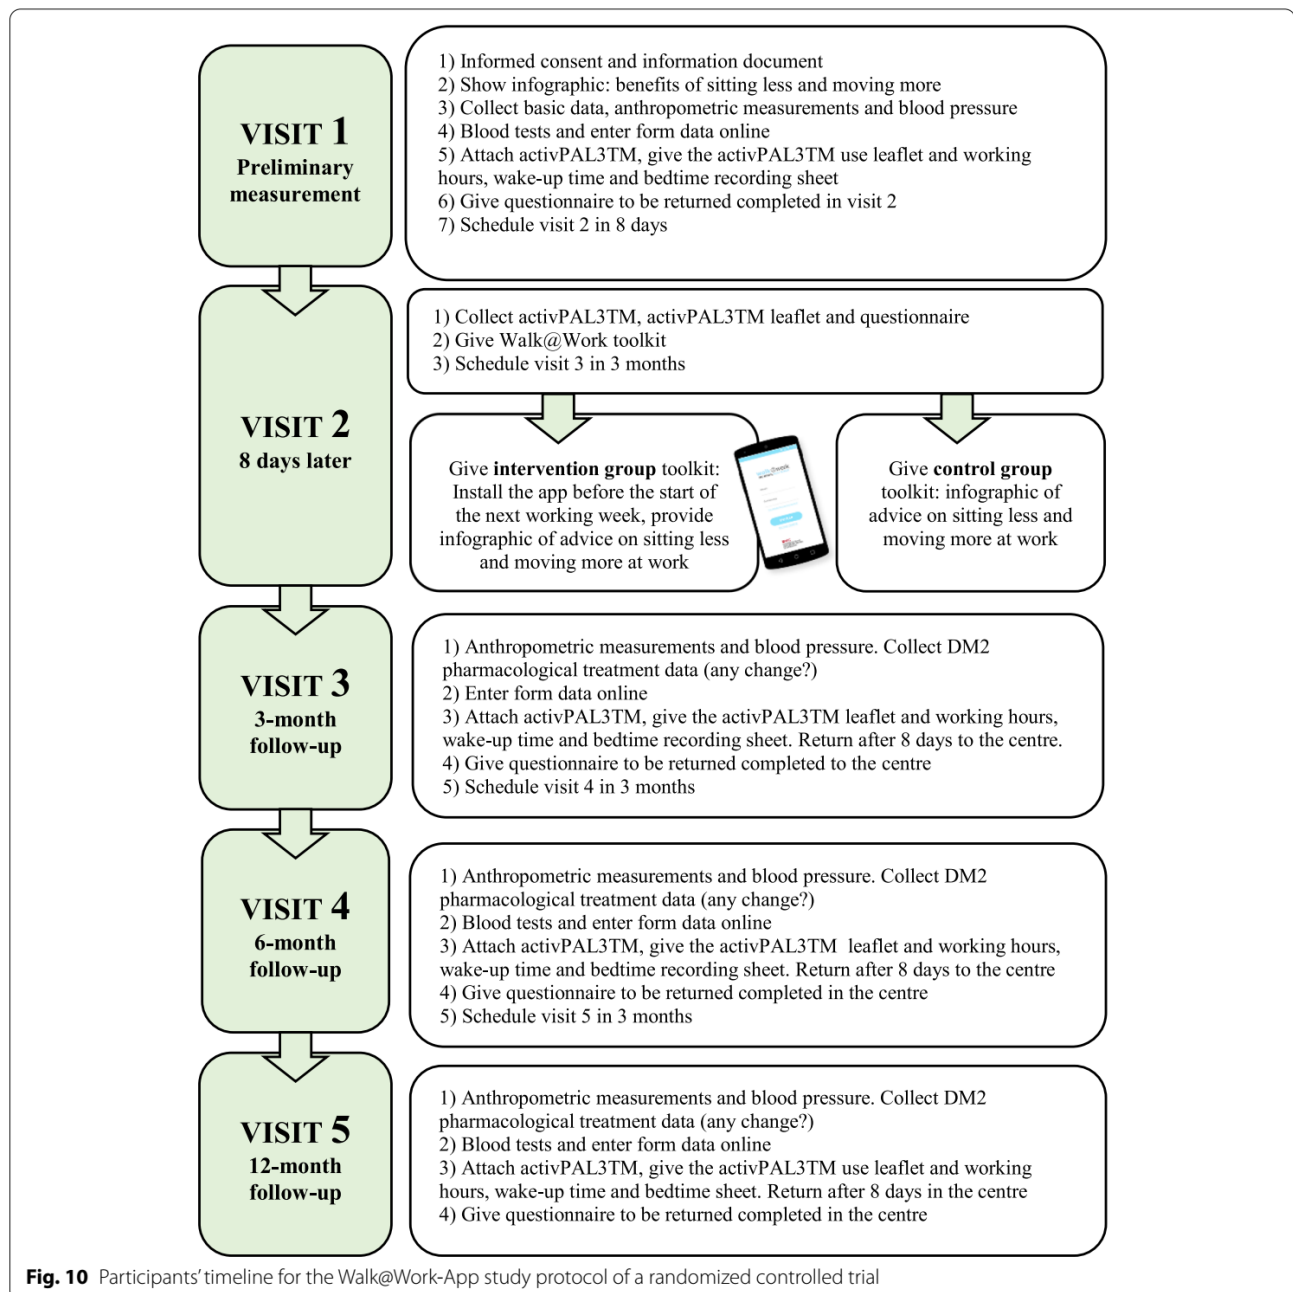 VISIT 1
Preliminary
measurement
1) Informed consent and information document
2) Show infographic: benefits of sitting less and moving more
3) Collect basic data, anthropometric measurements and blood pressure
4) Blood tests and enter form data online
5) Attach activPAL3TM, give the activPAL3TM use leaflet and working
hours, wake-up time and bedtime recording sheet
6) Give questionnaire to be returned completed in visit 2
7) Schedule visit 2 in 8 days
VISIT 2
8 days later
1) Collect activPAL3TM, activPAL3TM leaflet and questionnaire
2) Give Walk@Work toolkit
3) Schedule visit 3 in 3 months
Give intervention group toolkit:
Install the app before the start of
the next working week, provide
infographic of advice on sitting less
and moving more at work
Give control group
toolkit: infographic of
advice on sitting less and
moving more at work
VISIT 3
3-month
follow-up
1) Anthropometric measurements and blood pressure. Collect DM2
pharmacological treatment data (any change?)
2) Enter form data online
3) Attach activPAL3TM, give the activPAL3TM leaflet and working hours,
wake-up time and bedtime recording sheet. Return after 8 days to the centre.
4) Give questionnaire to be returned completed to the centre
5) Schedule visit 4 in 3 months
VISIT 4
6-month
follow-up
1) Anthropometric measurements and blood pressure. Collect DM2
pharmacological treatment data (any change?)
2) Blood tests and enter form data online
3) Attach activPAL3TM, give the activPAL3TM leaflet and working hours,
wake-up time and bedtime recording sheet. Return after 8 days to the centre
4) Give questionnaire to be returned completed in the centre
5) Schedule visit 5 in 3 months
VISIT 5
12-month
follow-up
1) Anthropometric measurements and blood pressure. Collect DM2
pharmacological treatment data (any change?)
2) Blood tests and enter form data online
3) Attach activPAL3TM, give the activPAL3TM use leaflet and working
hours, wake-up time and bedtime sheet. Return after 8 days in the centre
4) Give questionnaire to be returned completed in the centre
Fig. 10 Participants' timeline for the Walk@Work-App study protocol of a randomized controlled trial